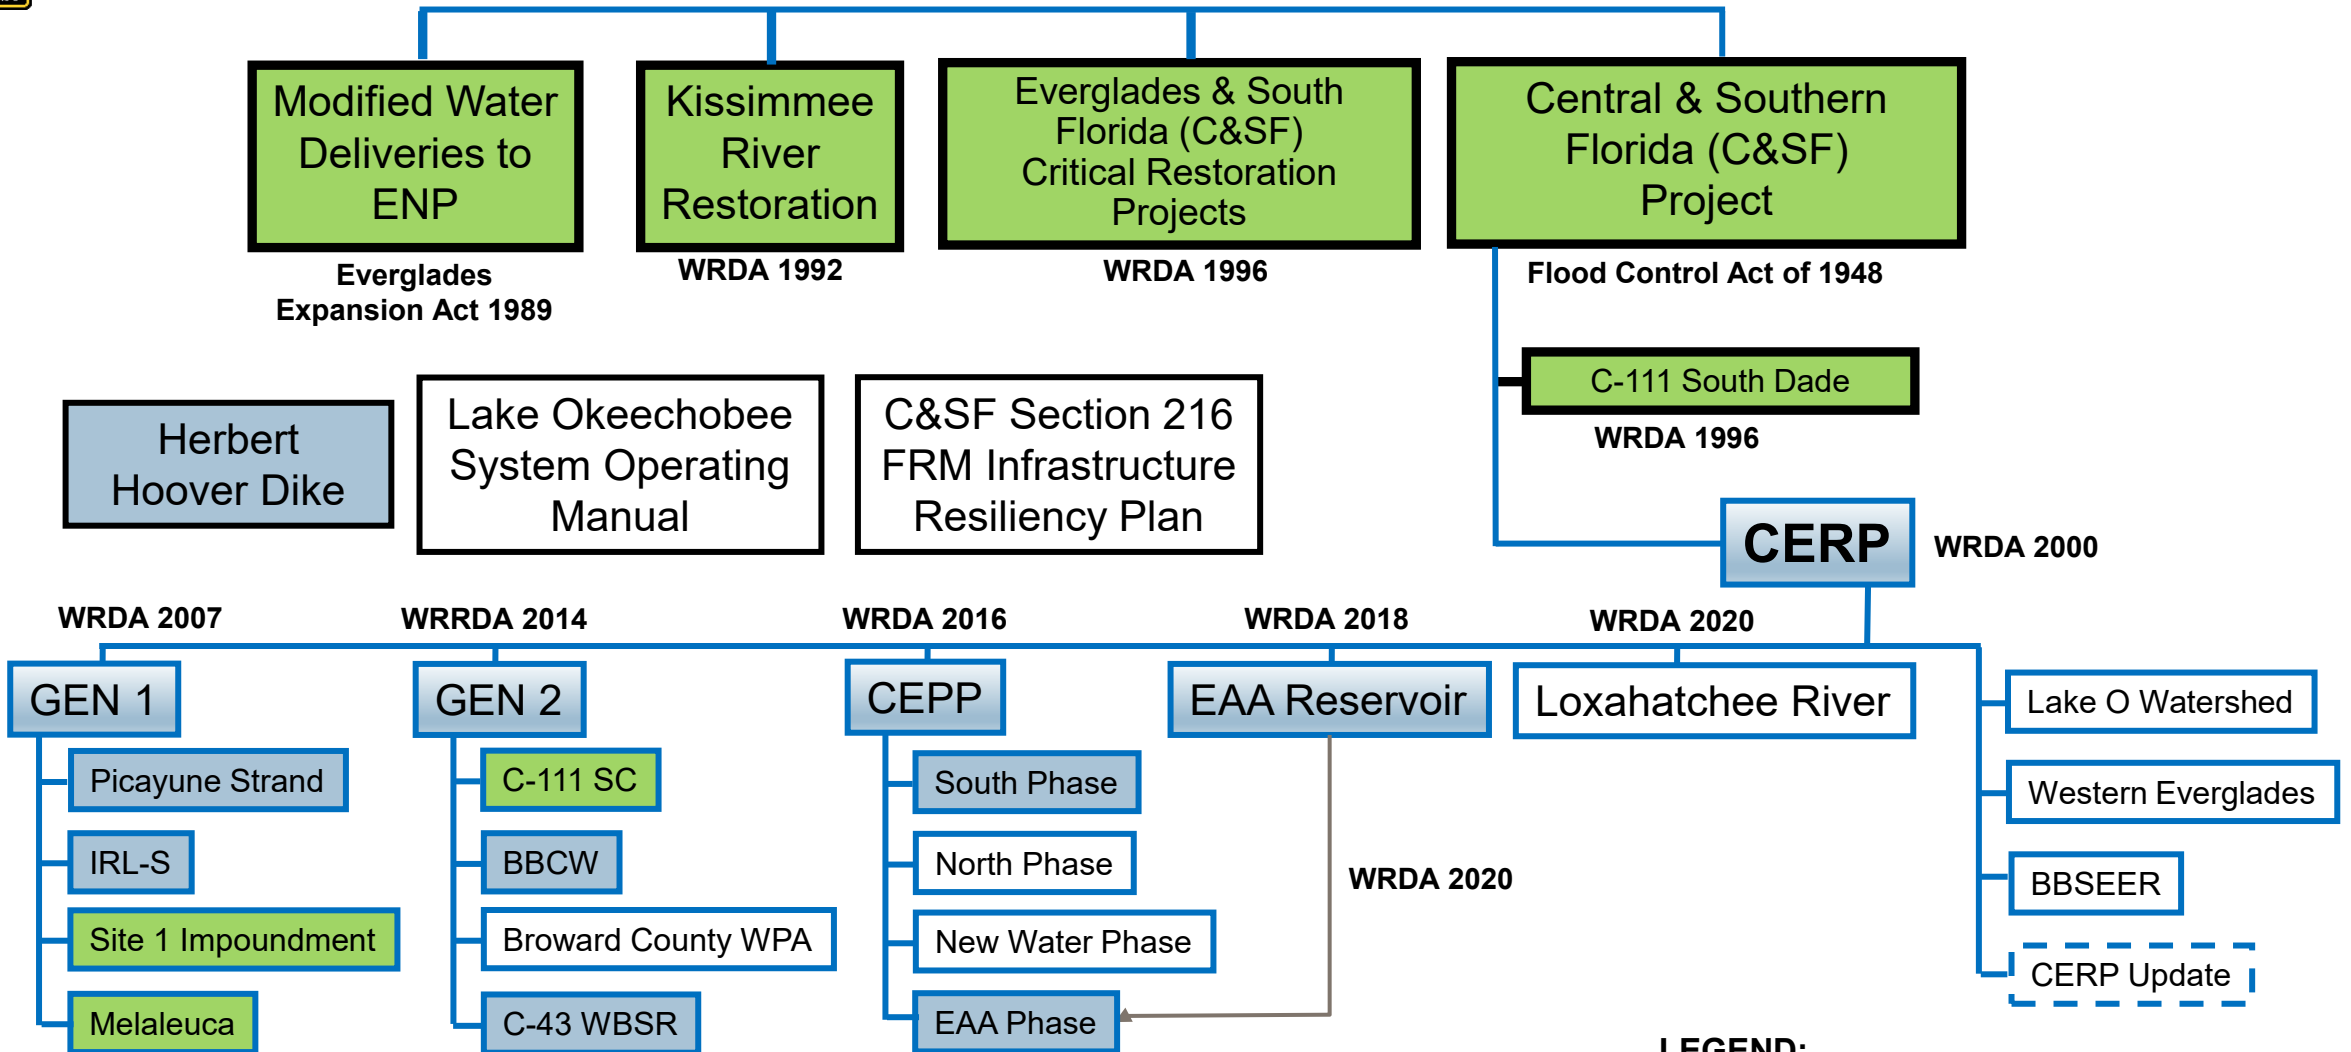 Modified Water
Deliveries to
ENP
Everglades
Expansion Act 1989
Kissimmee
River
Restoration
WRDA 1992
Everglades & South
Florida (C&SF)
Critical Restoration
Projects
WRDA 1996
Central & Southern
Florida (C&SF)
Project
Flood Control Act of 1948
C-111 South Dade
WRDA 1996
Herbert
Hoover Dike
Lake Okeechobee
System Operating
Manual
C&SF Section 216
FRM Infrastructure
Resiliency Plan
CERP
WRDA 2000
WRDA 2007
GEN 1
Picayune Strand
IRL-S
Site 1 Impoundment
Melaleuca
WRRDA 2014
GEN 2
C-111 SC
BBCW
Broward County WPA
C-43 WBSR
WRDA 2016
CEPP
South Phase
North Phase
New Water Phase
EAA Phase
WRDA 2018
EAA Reservoir
WRDA 2020
WRDA 2020
Loxahatchee River
Lake O Watershed
Western Everglades
BBSEER
CERP Update
LEGEND: